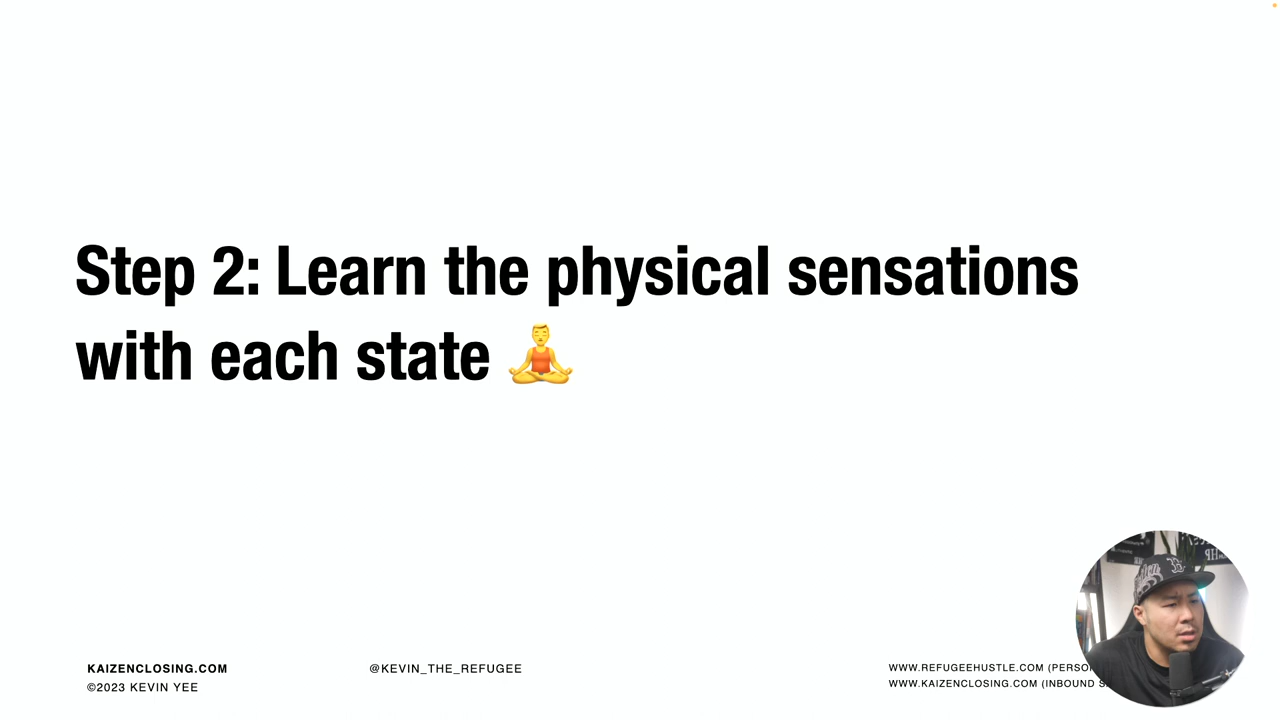 Step 2: Learn the physical sensations
with each state 🧘‍♂️
KAIZENCLOSING.COM
©2023 KEVIN YEE
@KEVIN_THE_REFUGEE
WWW.REFUGEEHUSTLE.COM
WWW.KAIZENCLOSING.COM (INBOUND